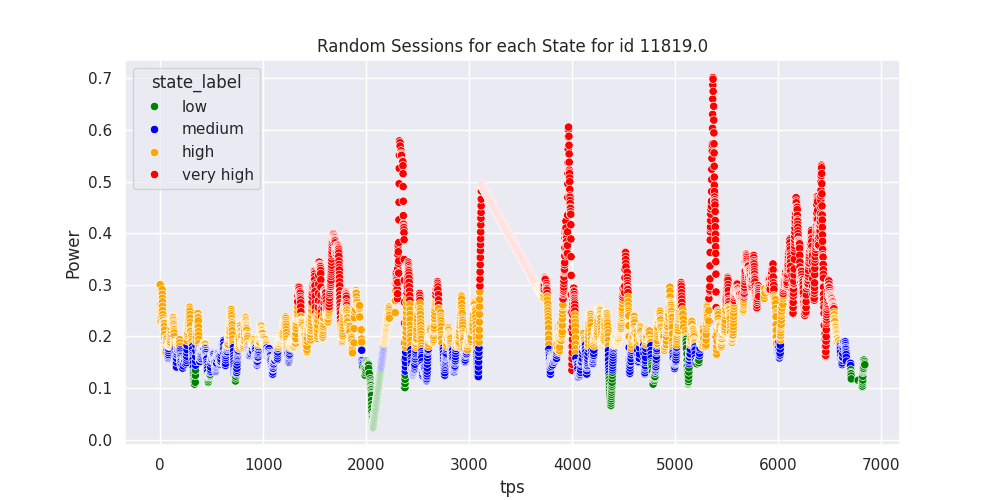 Random Sessions for each State for id 11819.0
state_label
low
medium
high
very high
Power
0.7
0.6
0.5
0.4
0.3
0.2
0.1
0.0
0 1000 2000 3000 4000 5000 6000 7000
tps